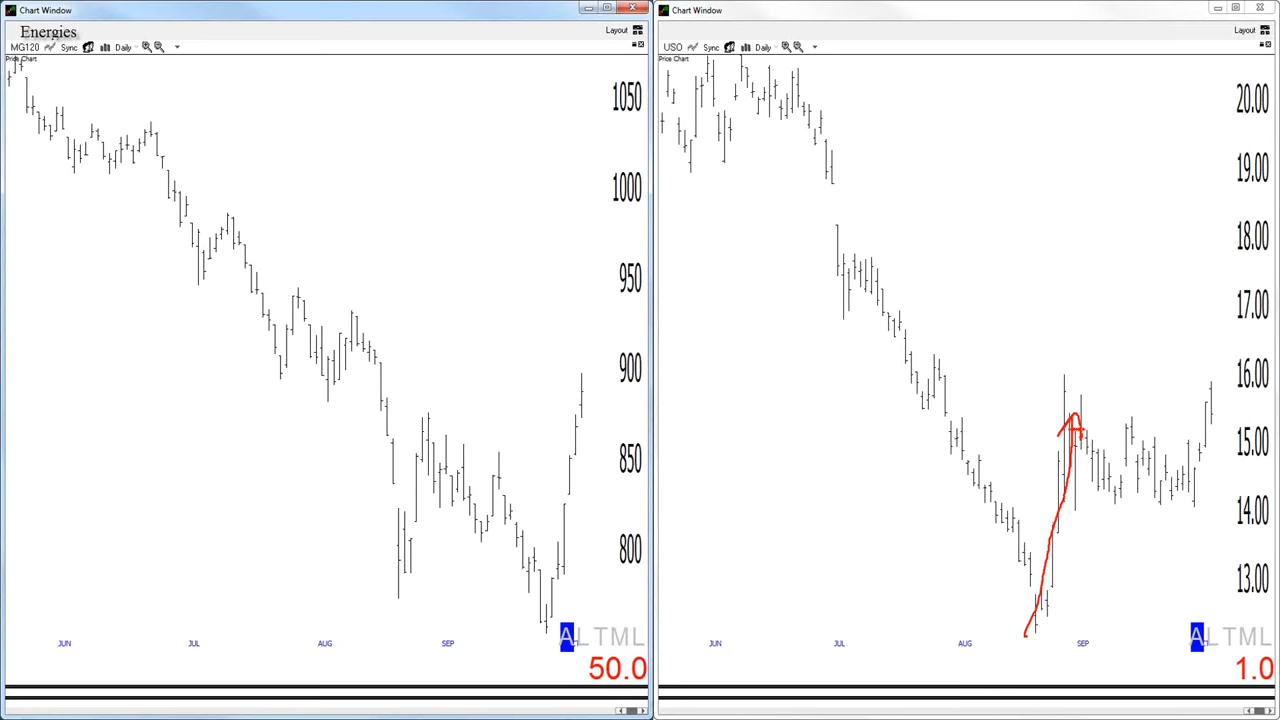 Chart Window
Energies
Layout
MG120 Sync Daily
Price Chart
1050
1000
950
900
850
800
JUN JUL AUG SEP
ALTML
50.0
Chart Window
Layout
USO Sync Daily
Price Chart
20.00
19.00
18.00
17.00
16.00
15.00
14.00
13.00
JUN JUL AUG SEP
ALTML
1.0